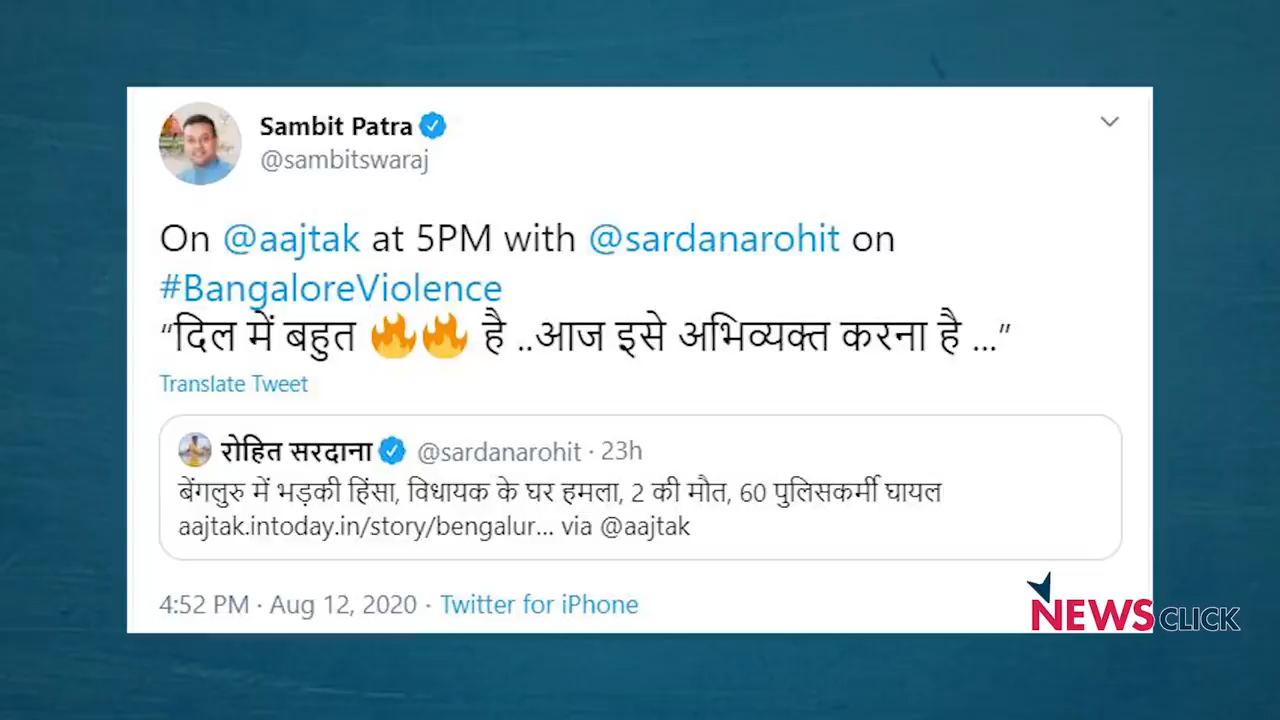 Sambit Patra
@sambitswaraj
On @aajtak at 5PM with @sardanarohit on
#BangaloreViolence
“दिल में बहुत 🔥🔥 है ..आज इसे अभिव्यक्त करना है ...”
Translate Tweet
रोहित सरदाना @sardanarohit · 23h
बेंगलुरु में भड़की हिंसा, विधायक के घर हमला, 2 की मौत, 60 पुलिसकर्मी घायल
aajtak.intoday.in/story/bengalur... via @aajtak
4:52 PM · Aug 12, 2020 · Twitter for iPhone
NEWSCLICK